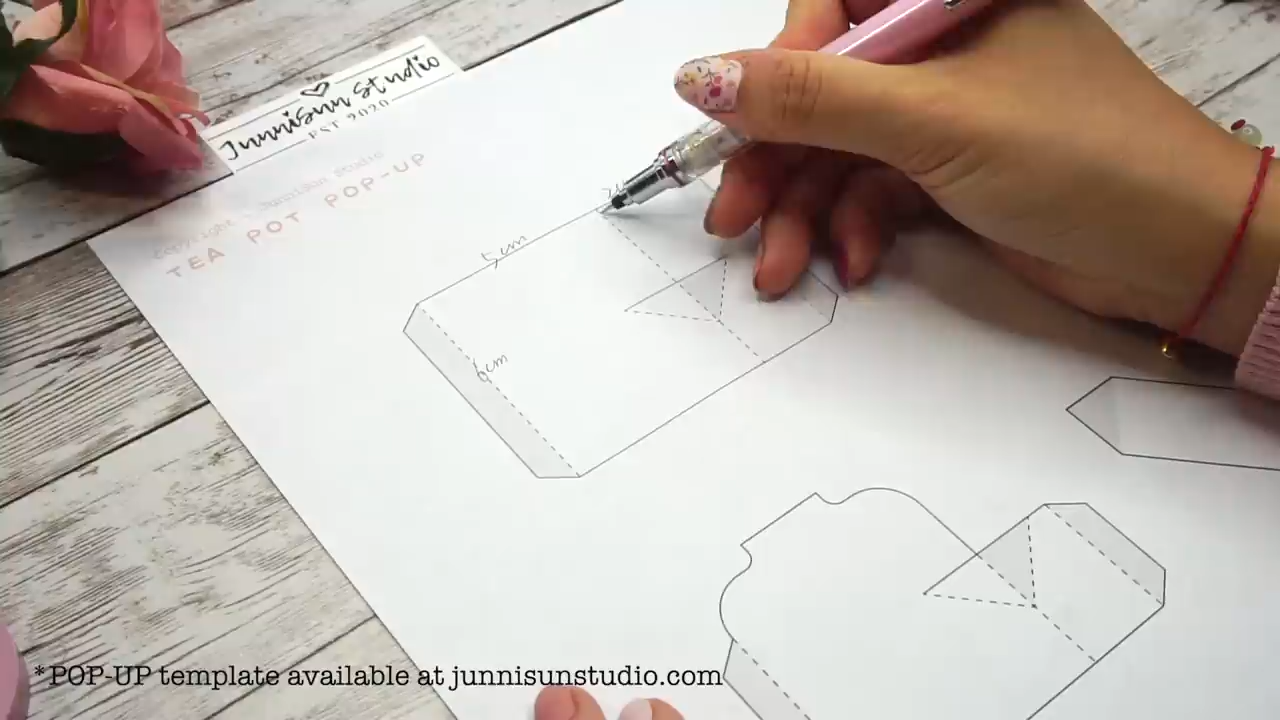 JunniSun Studio
EST 2020
copyright - JunniSun Studio
TEA POT POP-UP
5cm
6cm
*POP-UP template available at junnisunstudio.com